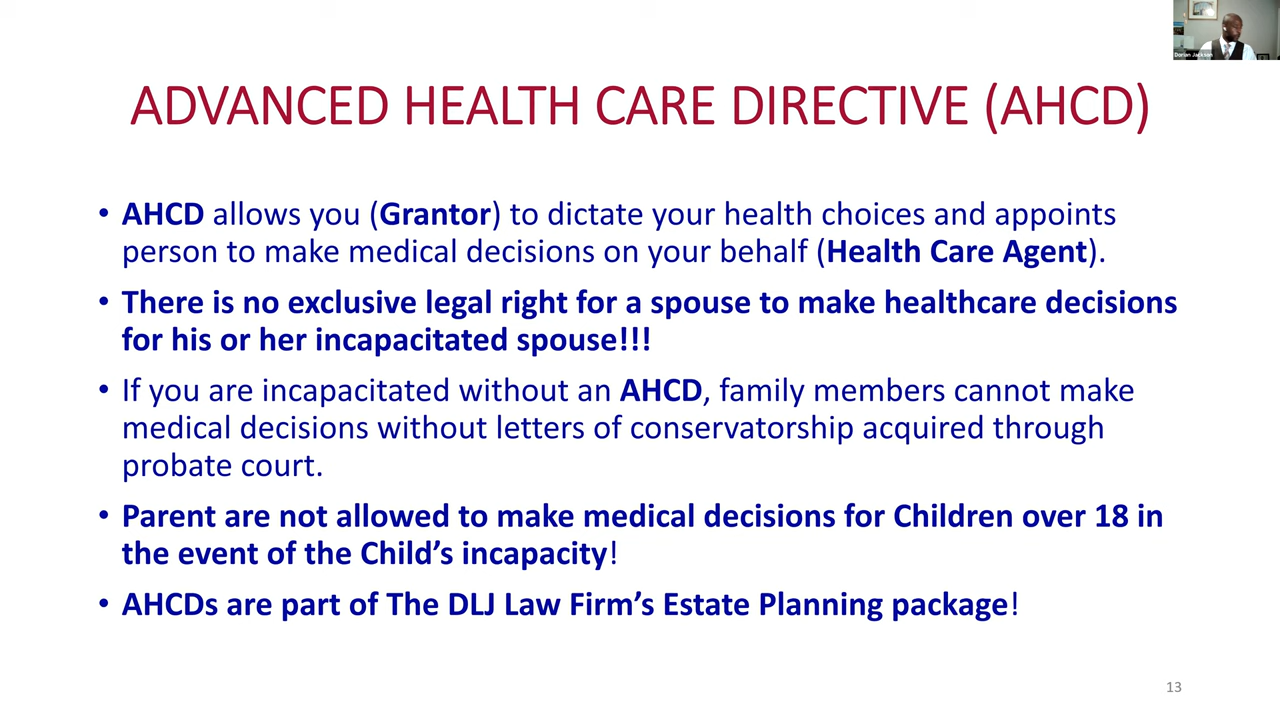 Dorian Jackson
ADVANCED HEALTH CARE DIRECTIVE (AHCD)
• AHCD allows you (Grantor) to dictate your health choices and appoints
person to make medical decisions on your behalf (Health Care Agent).
• There is no exclusive legal right for a spouse to make healthcare decisions
for his or her incapacitated spouse!!!
• If you are incapacitated without an AHCD, family members cannot make
medical decisions without letters of conservatorship acquired through
probate court.
• Parent are not allowed to make medical decisions for Children over 18 in
the event of the Child’s incapacity!
• AHCDs are part of The DLJ Law Firm’s Estate Planning package!
13